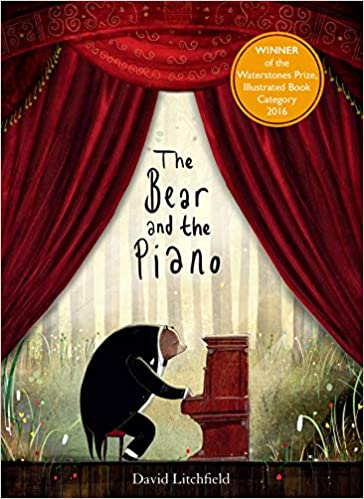 WINNER
of the
Waterstones Prize,
Illustrated Book
Category
2016
The
Bear
and the
Piano
David Litchfield